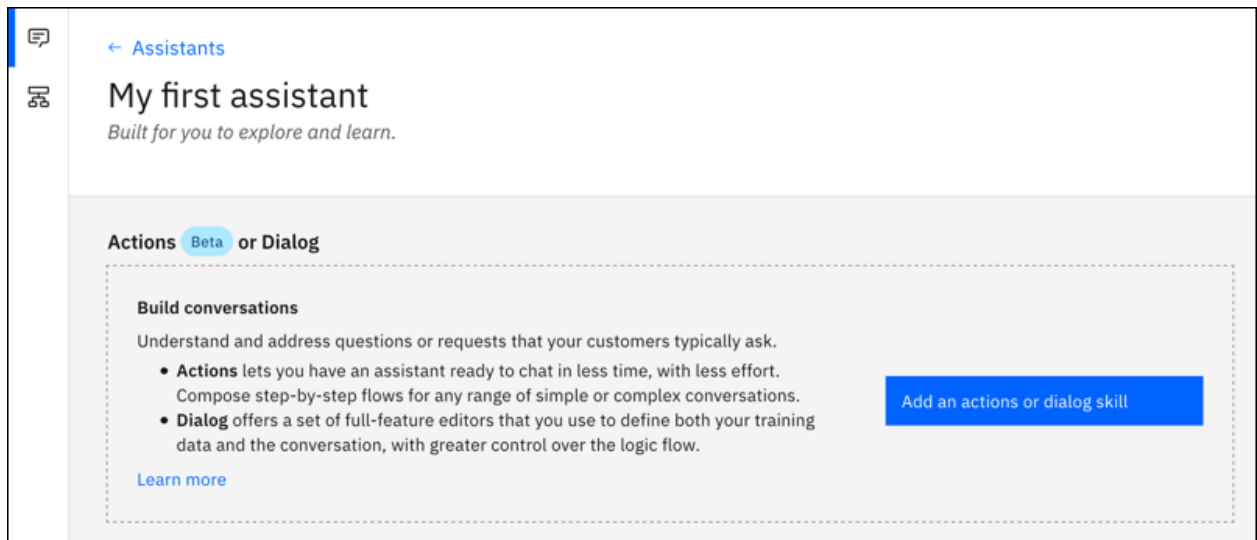 ← Assistants
My first assistant
Built for you to explore and learn.
Actions Beta or Dialog
Build conversations
Understand and address questions or requests that your customers typically ask.
• Actions lets you have an assistant ready to chat in less time, with less effort.
Compose step-by-step flows for any range of simple or complex conversations.
• Dialog offers a set of full-feature editors that you use to define both your training
data and the conversation, with greater control over the logic flow.
Learn more
Add an actions or dialog skill